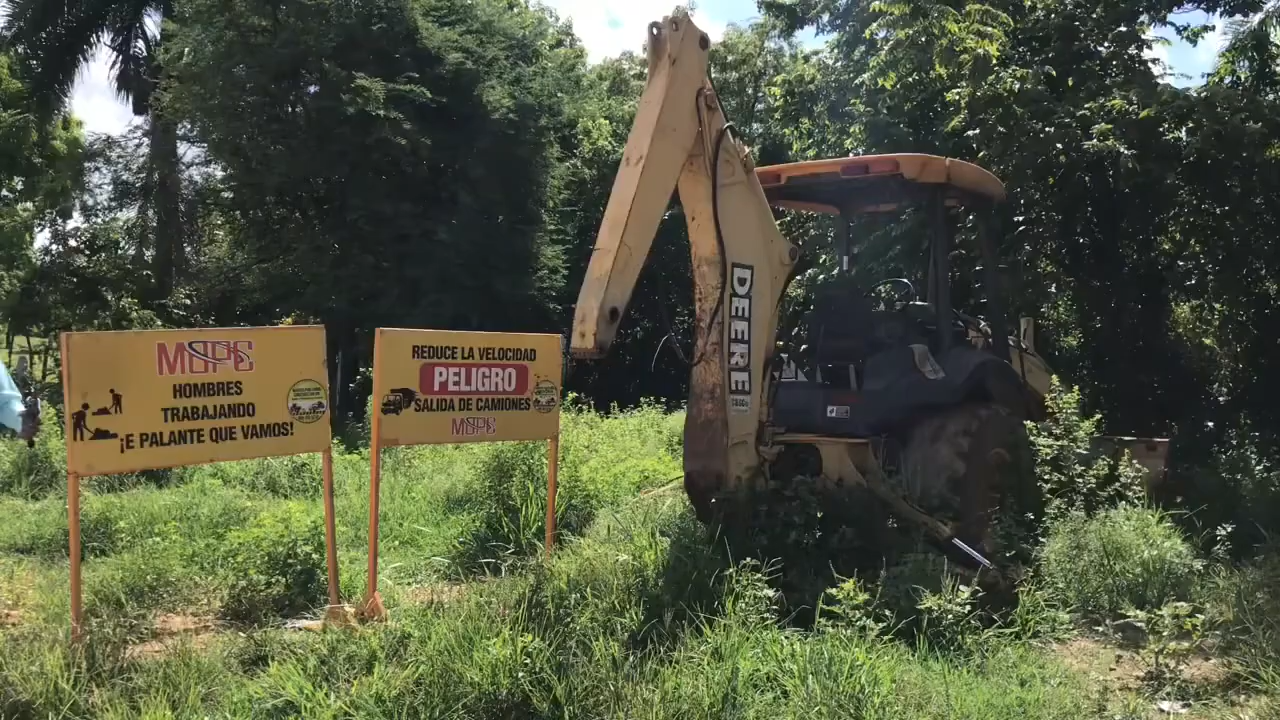 MOPC
HOMBRES
TRABAJANDO
¡E PALANTE QUE VAMOS!
REDUCE LA VELOCIDAD
PELIGRO
SALIDA DE CAMIONES
MOPC
DEERE